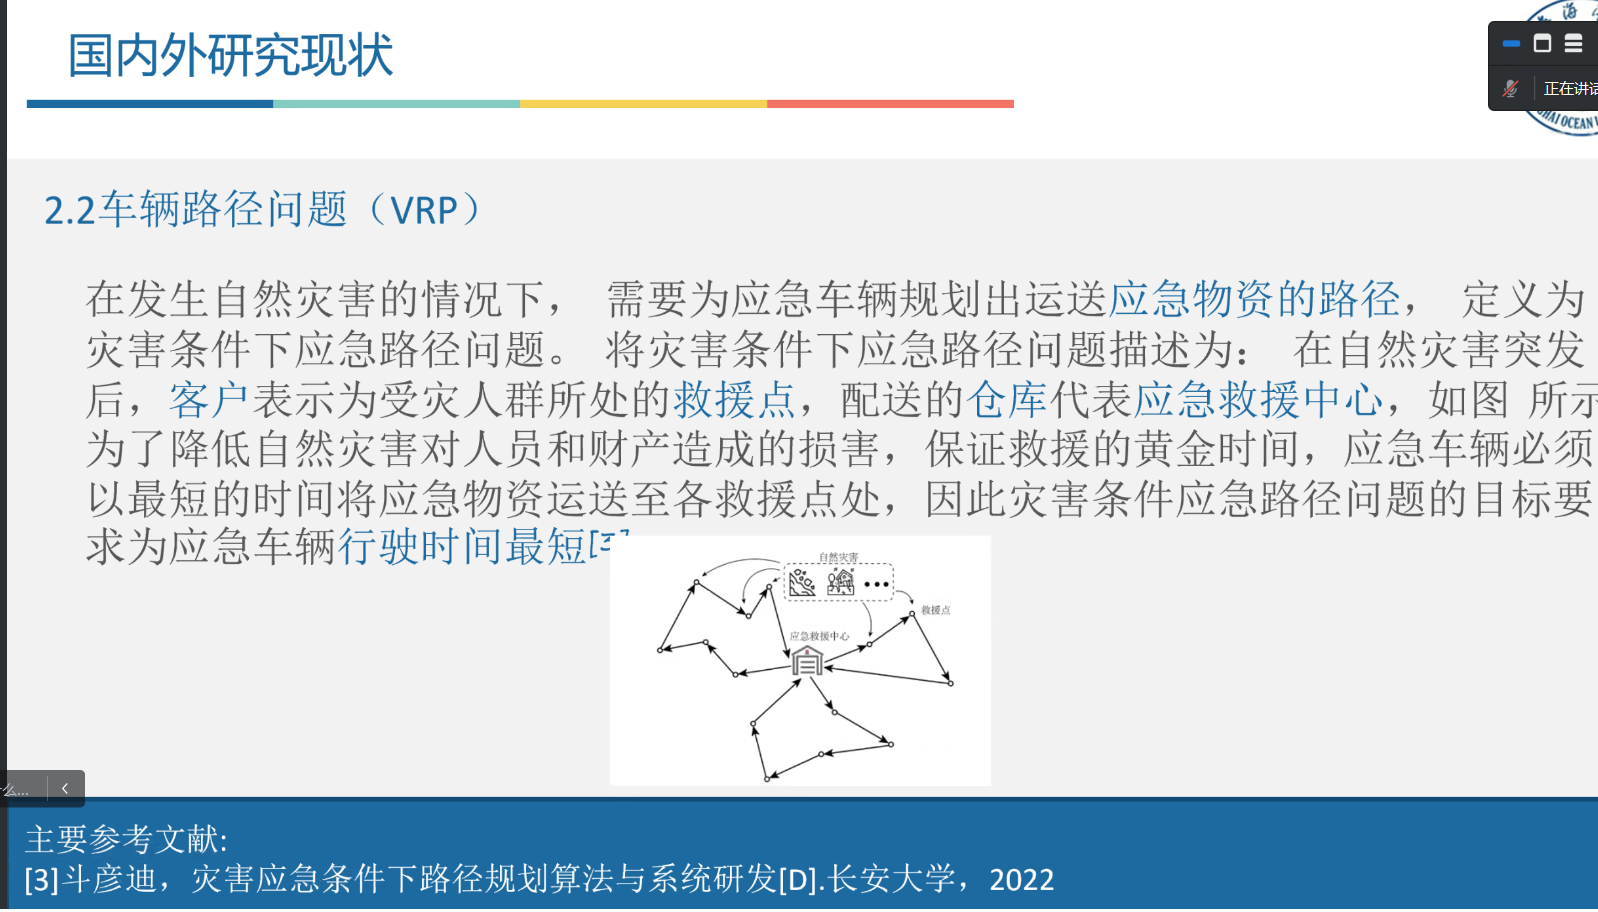 国内外研究现状
海
正在讲话
HAI OCEAN
2.2车辆路径问题（VRP）
在发生自然灾害的情况下， 需要为应急车辆规划出运送应急物资的路径， 定义为
灾害条件下应急路径问题。 将灾害条件下应急路径问题描述为： 在自然灾害突发
后，客户表示为受灾人群所处的救援点，配送的仓库代表应急救援中心，如图 所示
为了降低自然灾害对人员和财产造成的损害，保证救援的黄金时间，应急车辆必须
以最短的时间将应急物资运送至各救援点处，因此灾害条件应急路径问题的目标要
求为应急车辆行驶时间最短[3]
自然灾害
救援点
应急救援中心
么...
主要参考文献:
[3]斗彦迪，灾害应急条件下路径规划算法与系统研发[D].长安大学，2022